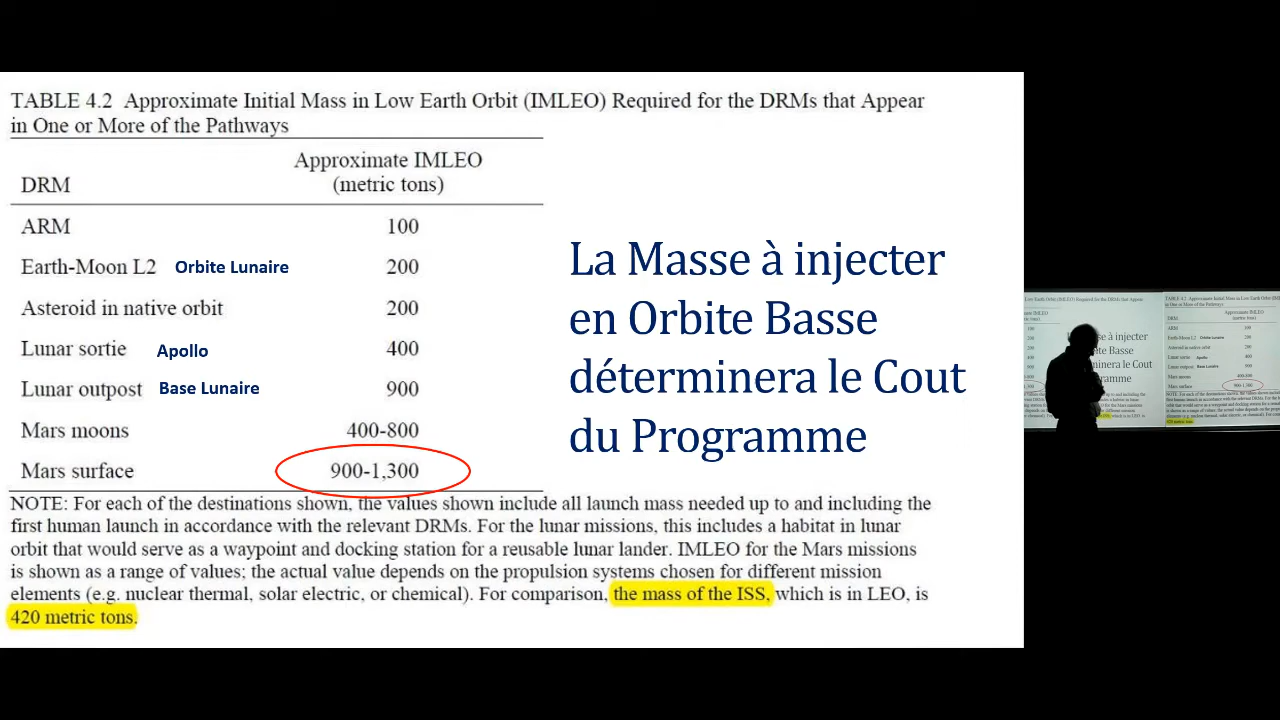 TABLE 4.2 Approximate Initial Mass in Low Earth Orbit (IMLEO) Required for the DRMs that Appear
in One or More of the Pathways
Approximate IMLEO
DRM (metric tons)
ARM 100
Earth-Moon L2 Orbite Lunaire 200
Asteroid in native orbit 200
Lunar sortie Apollo 400
Lunar outpost Base Lunaire 900
Mars moons 400-800
Mars surface 900-1,300
NOTE: For each of the destinations shown, the values shown include all launch mass needed up to and including the
first human launch in accordance with the relevant DRMs. For the lunar missions, this includes a habitat in lunar
orbit that would serve as a waypoint and docking station for a reusable lunar lander. IMLEO for the Mars missions
is shown as a range of values; the actual value depends on the propulsion systems chosen for different mission
elements (e.g. nuclear thermal, solar electric, or chemical). For comparison, the mass of the ISS, which is in LEO, is
420 metric tons.
La Masse à injecter
en Orbite Basse
déterminera le Cout
du Programme